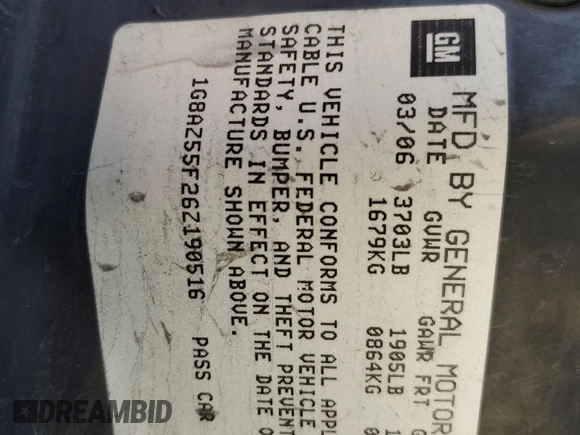 GM
MFD BY GENERAL MOTOR
DATE GVWR GAWR FRT G
03/06 3703LB 1905LB 1
1679KG 0864KG 0
THIS VEHICLE CONFORMS TO ALL APPL
CABLE U.S. FEDERAL MOTOR VEHICLE
SAFETY, BUMPER, AND THEFT PREVENT
STANDARDS IN EFFECT ON THE DATE O
MANUFACTURE SHOWN ABOVE.
1G8AZ55F26Z190516 PASS CAR
DREAMBID